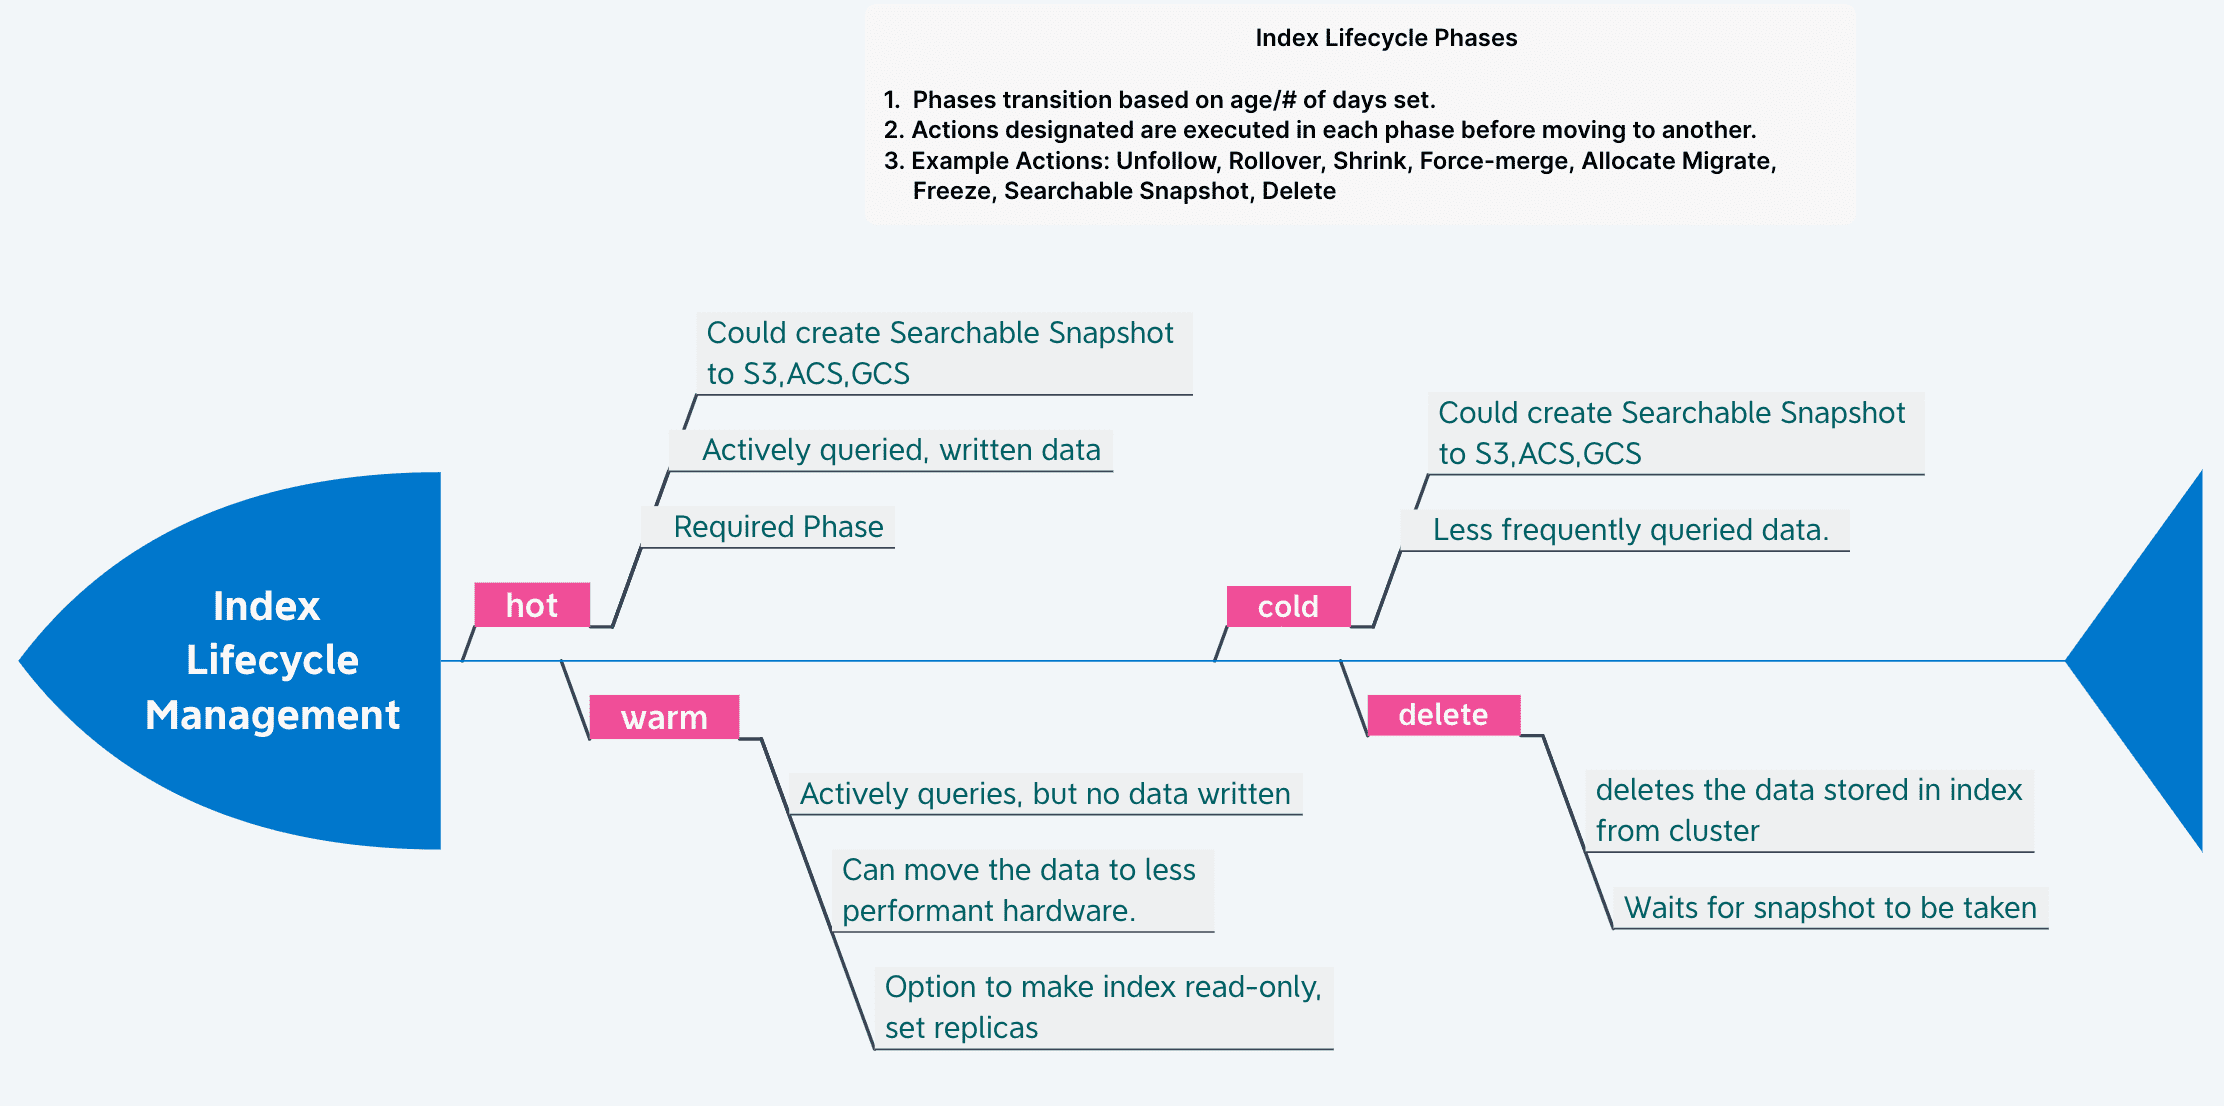 Index Lifecycle Phases
1. Phases transition based on age/# of days set.
2. Actions designated are executed in each phase before moving to another.
3. Example Actions: Unfollow, Rollover, Shrink, Force-merge, Allocate Migrate,
Freeze, Searchable Snapshot, Delete
Could create Searchable Snapshot
to S3,ACS,GCS
Actively queried, written data
Required Phase
hot
Could create Searchable Snapshot
to S3,ACS,GCS
Less frequently queried data.
cold
Index
Lifecycle
Management
warm
Actively queries, but no data written
Can move the data to less
performant hardware.
Option to make index read-only,
set replicas
delete
deletes the data stored in index
from cluster
Waits for snapshot to be taken